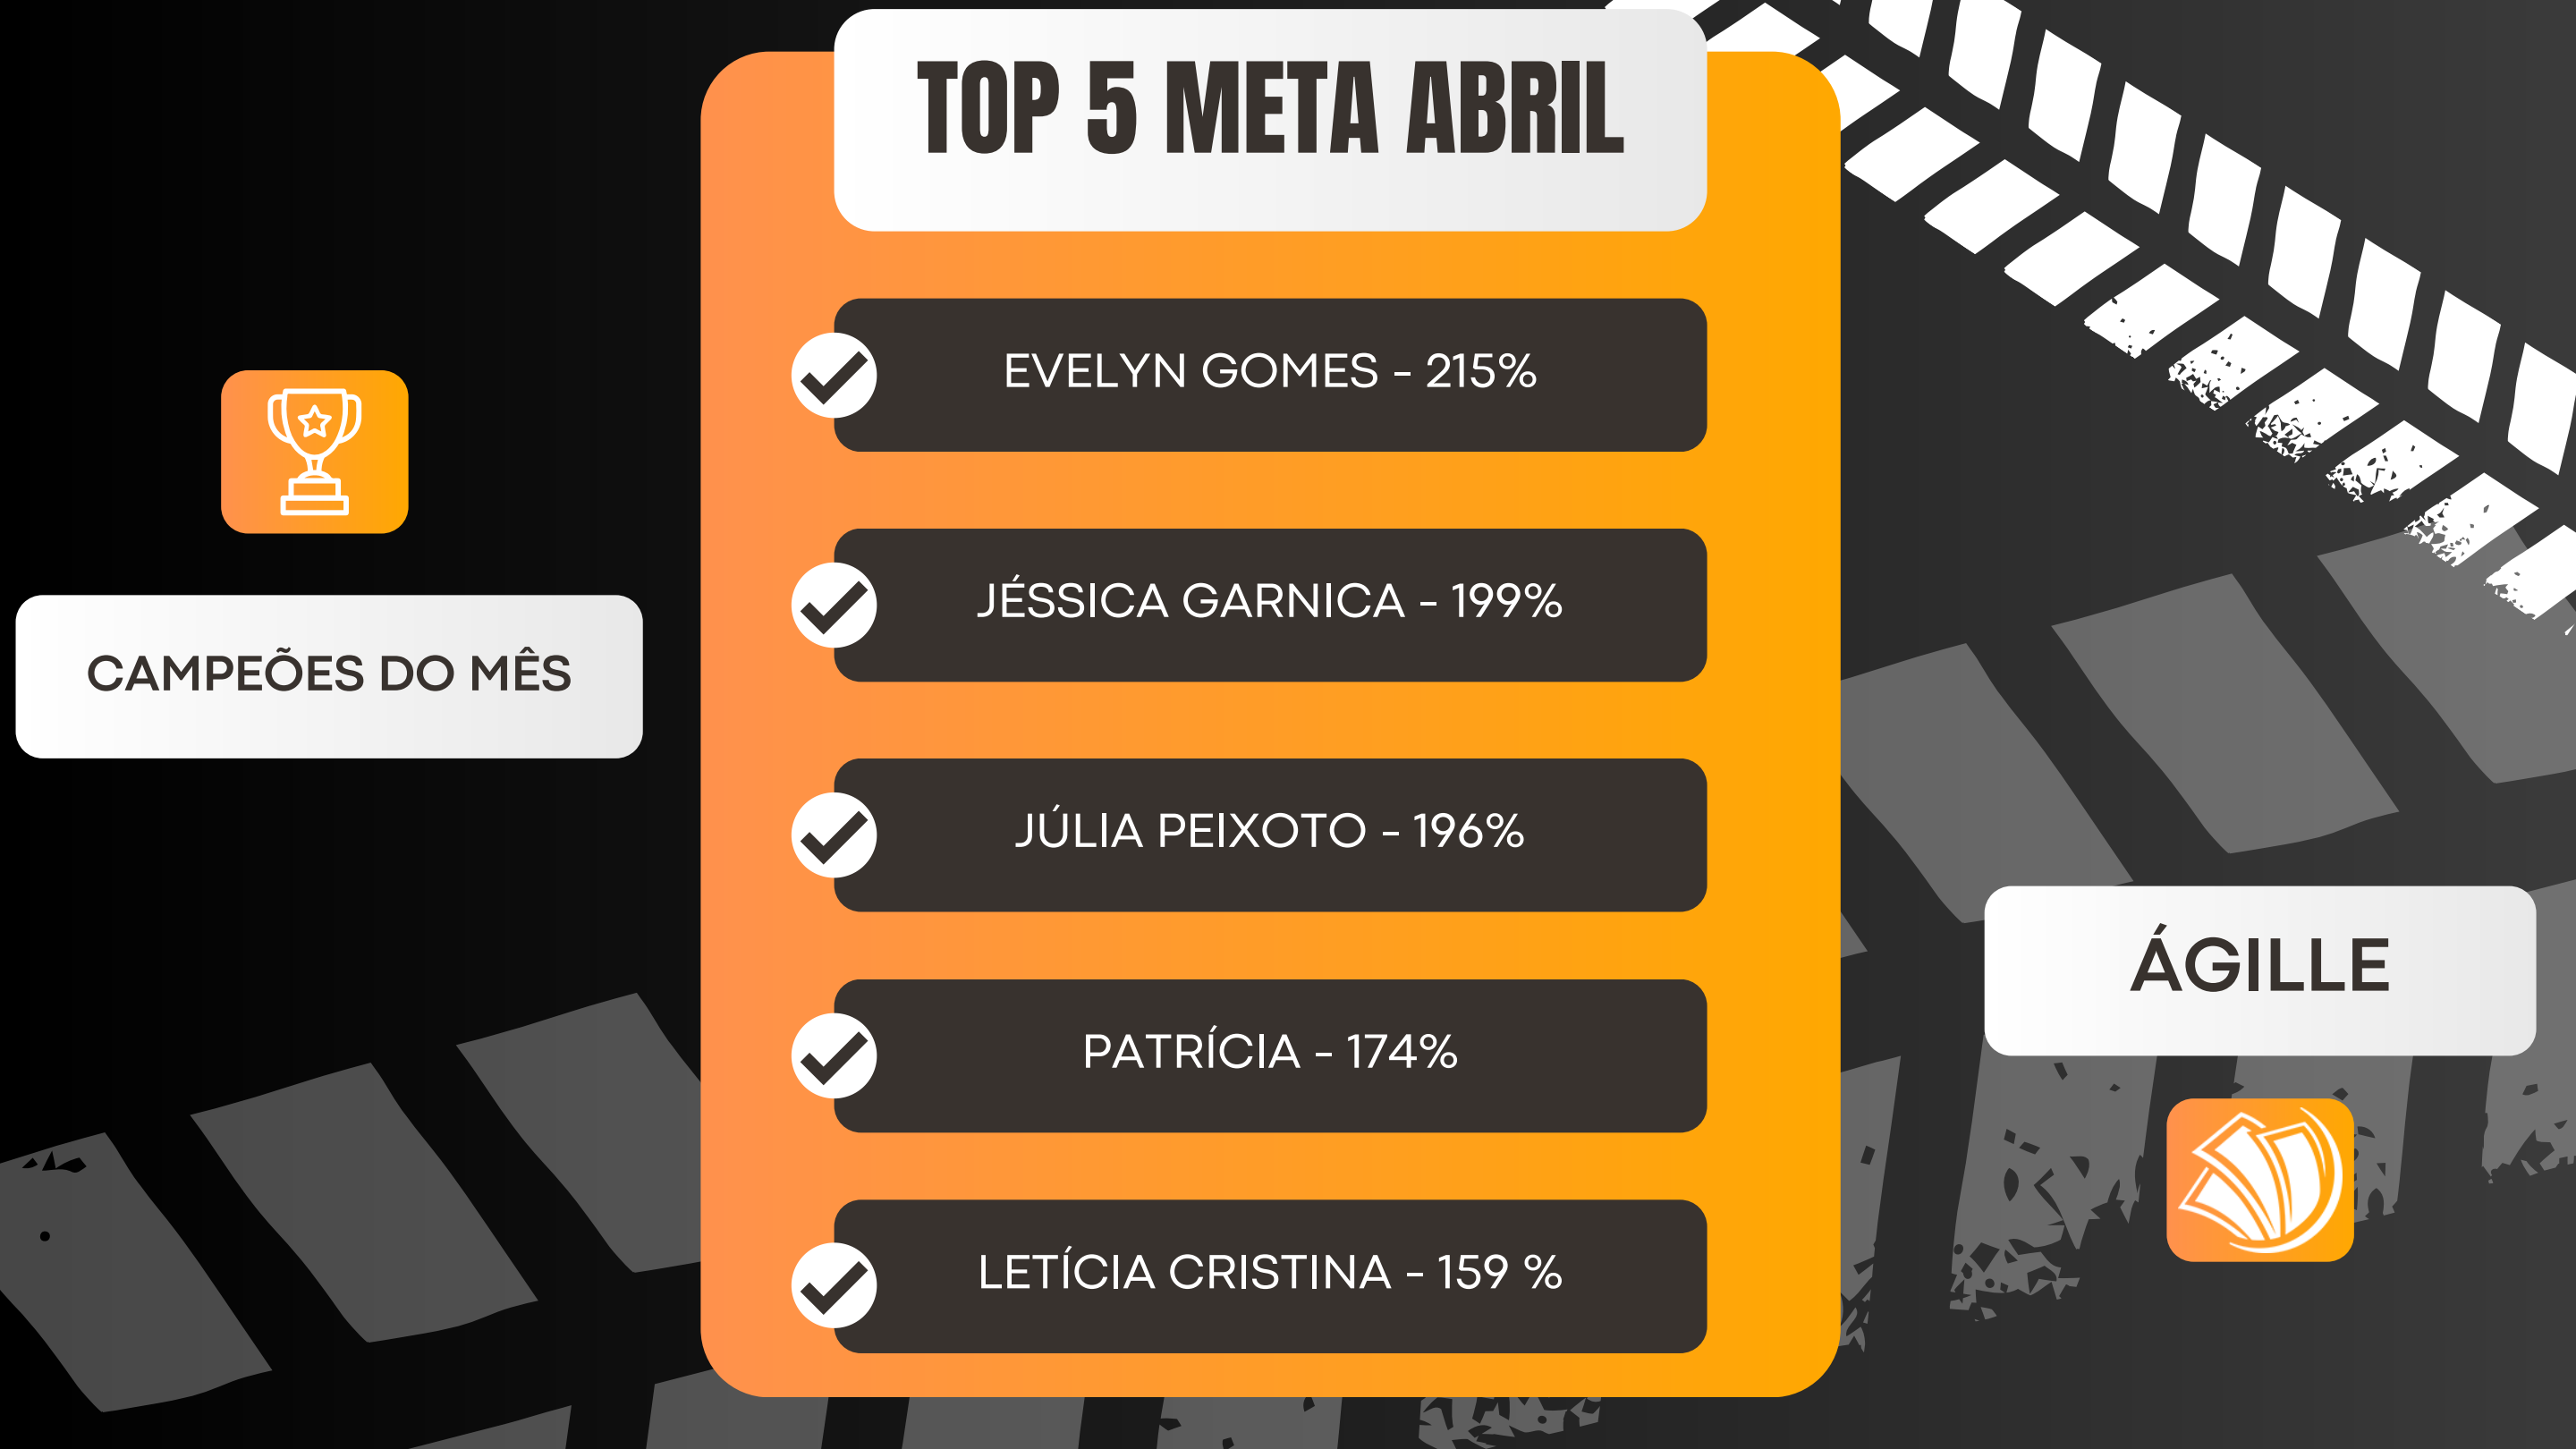 TOP 5 META ABRIL
EVELYN GOMES - 215%
JÉSSICA GARNICA - 199%
CAMPEÕES DO MÊS
JÚLIA PEIXOTO - 196%
ÁGILLE
PATRÍCIA - 174%
LETÍCIA CRISTINA - 159 %